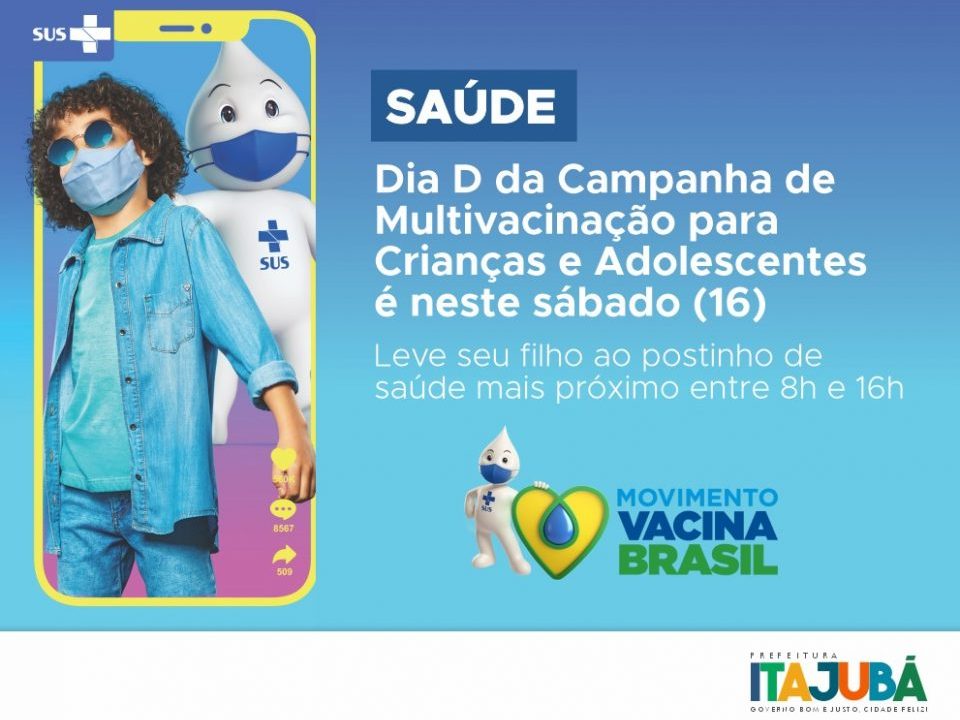 SUS
SAÚDE
Dia D da Campanha de
Multivacinação para
Crianças e Adolescentes
é neste sábado (16)
Leve seu filho ao postinho de
saúde mais próximo entre 8h e 16h
SUS
560K
8567
509
SUS
MOVIMENTO
VACINA
BRASIL
PREFEITURA
ITAJUBÁ
GOVERNO BOM E JUSTO, CIDADE FELIZ!